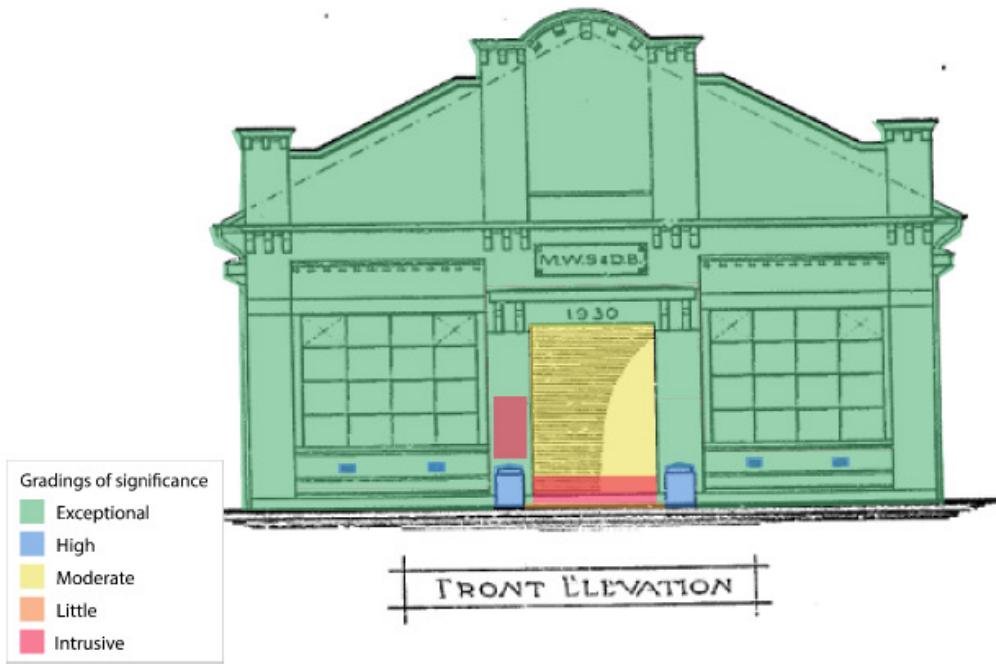 M.W.S & D.B.
1930
Gradings of significance
Exceptional
High
Moderate
Little
Intrusive
FRONT ELEVATION